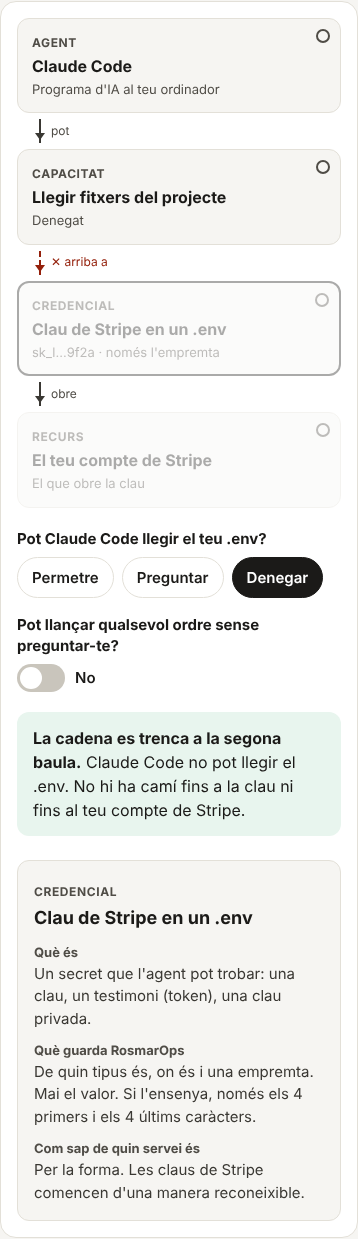 AGENT
Claude Code
Programa d'IA al teu ordinador
pot
CAPACITAT
Llegir fitxers del projecte
Denegat
✕ arriba a
CREDENCIAL
Clau de Stripe en un .env
sk_l...9f2a · només l'empremta
obre
RECURS
El teu compte de Stripe
El que obre la clau
Pot Claude Code llegir el teu .env?
Permetre Preguntar Denegar
Pot llançar qualsevol ordre sense
preguntar-te?
No
La cadena es trenca a la segona
baula. Claude Code no pot llegir el
.env. No hi ha camí fins a la clau ni
fins al teu compte de Stripe.
CREDENCIAL
Clau de Stripe en un .env
Què és
Un secret que l'agent pot trobar: una
clau, un testimoni (token), una clau
privada.
Què guarda RosmarOps
De quin tipus és, on és i una empremta.
Mai el valor. Si l'ensenya, només els 4
primers i els 4 últims caràcters.
Com sap de quin servei és
Per la forma. Les claus de Stripe
comencen d'una manera reconeixible.